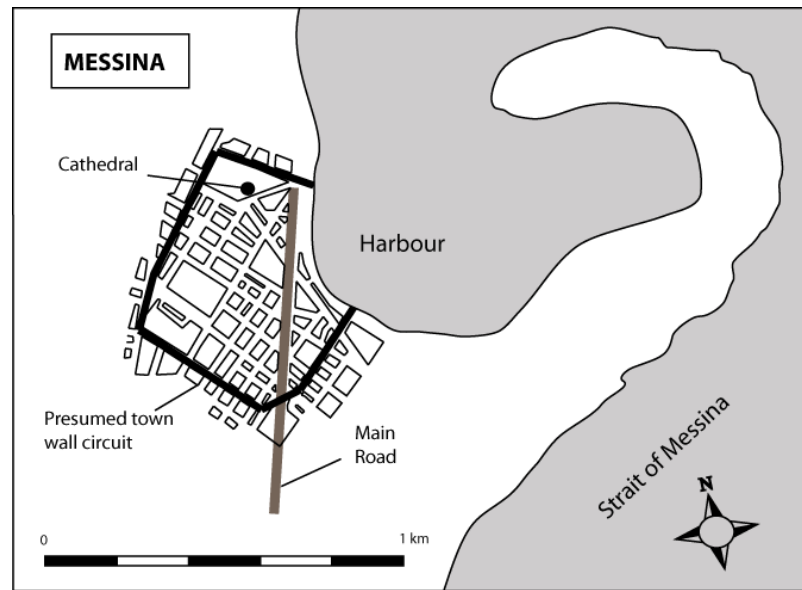 MESSINA
Cathedral
Harbour
Presumed town
wall circuit
Main
Road
Strait of Messina
N
0
1 km